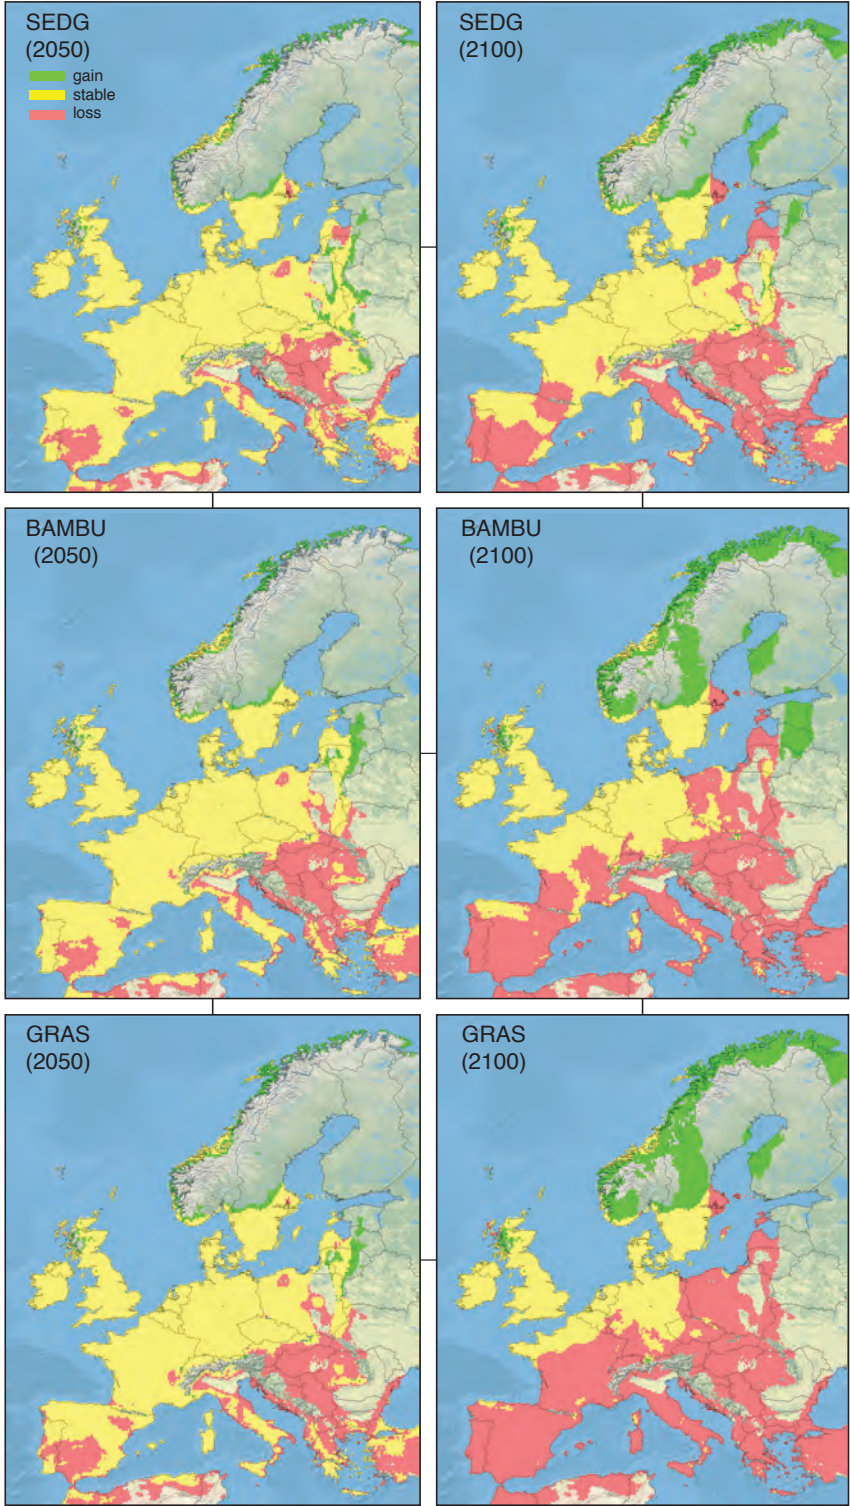 SEDG
(2050)
gain
stable
loss
SEDG
(2100)
BAMBU
(2050)
BAMBU
(2100)
GRAS
(2050)
GRAS
(2100)